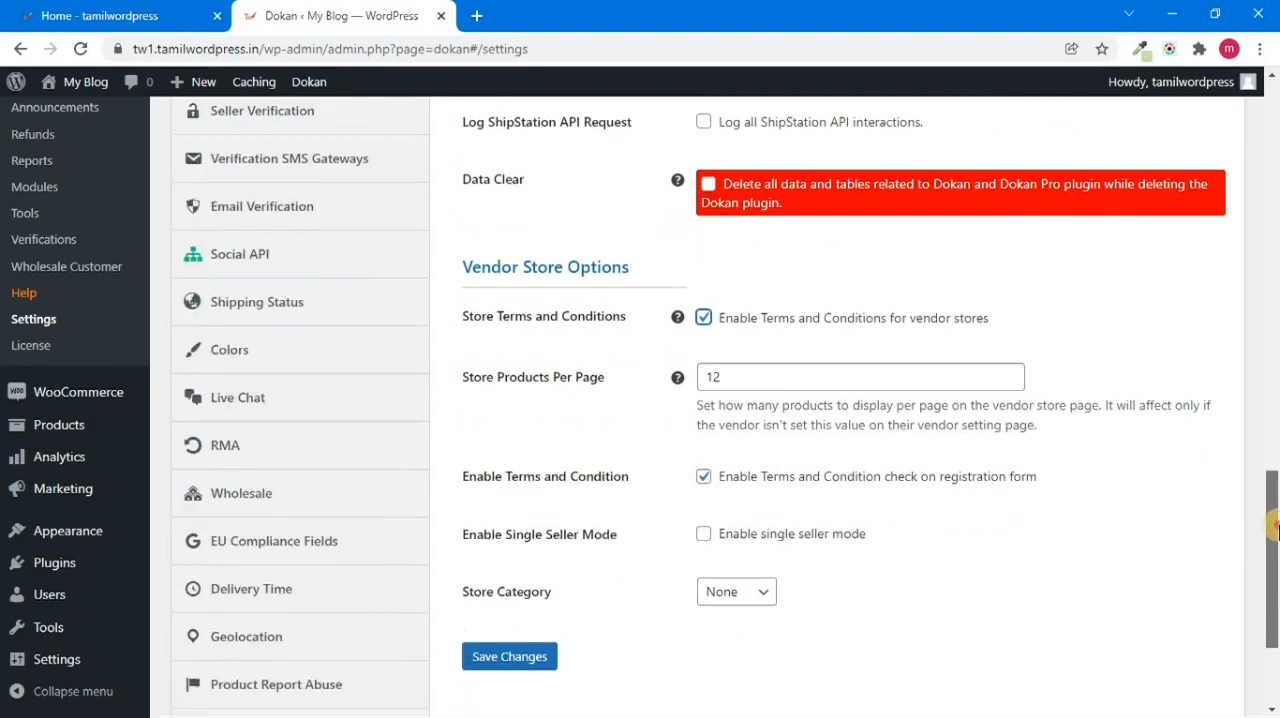 Home - tamilwordpress
Dokan ‹ My Blog — WordPress
tw1.tamilwordpress.in/wp-admin/admin.php?page=dokan#/settings
m
My Blog
0
New
Caching
Dokan
Howdy, tamilwordpress
Announcements
Refunds
Reports
Modules
Tools
Verifications
Wholesale Customer
Help
Settings
License
WooCommerce
Products
Analytics
Marketing
Appearance
Plugins
Users
Tools
Settings
Collapse menu
Seller Verification
Verification SMS Gateways
Email Verification
Social API
Shipping Status
Colors
Live Chat
RMA
Wholesale
EU Compliance Fields
Delivery Time
Geolocation
Product Report Abuse
Log ShipStation API Request
Log all ShipStation API interactions.
Data Clear
Delete all data and tables related to Dokan and Dokan Pro plugin while deleting the
Dokan plugin.
Vendor Store Options
Store Terms and Conditions
Enable Terms and Conditions for vendor stores
Store Products Per Page
12
Set how many products to display per page on the vendor store page. It will affect only if
the vendor isn't set this value on their vendor setting page.
Enable Terms and Condition
Enable Terms and Condition check on registration form
Enable Single Seller Mode
Enable single seller mode
Store Category
None
Save Changes